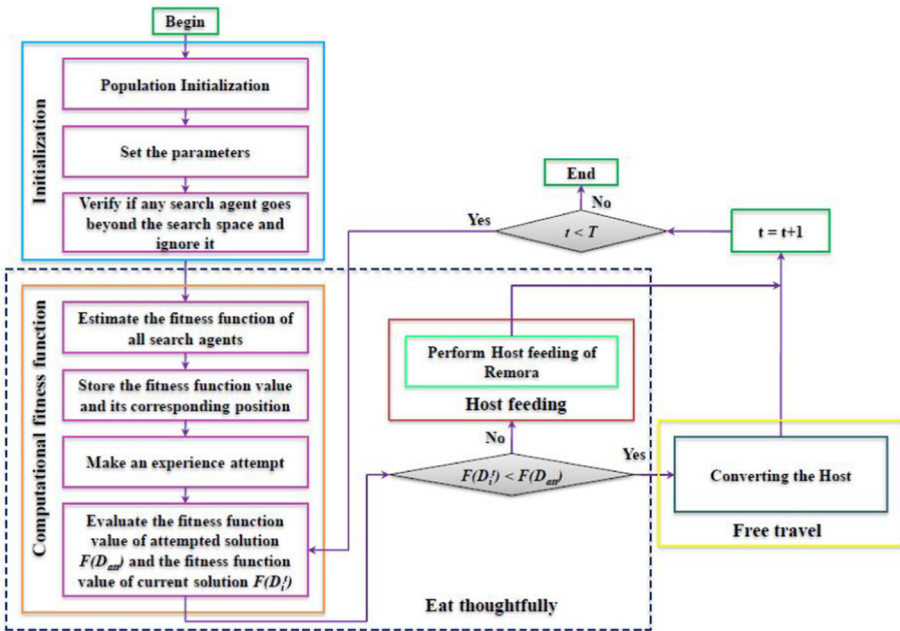 Begin
Initialization
Population Initialization
Set the parameters
Verify if any search agent goes
beyond the search space and
ignore it
Computational fitness function
Estimate the fitness function of
all search agents
Store the fitness function value
and its corresponding position
Make an experience attempt
Evaluate the fitness function
value of attempted solution
F(D_att) and the fitness function
value of current solution F(D_i^t)
End
No
Yes
t < T
t = t+1
Perform Host feeding of
Remora
Host feeding
No
F(D_i^t) < F(D_att)
Yes
Converting the Host
Free travel
Eat thoughtfully